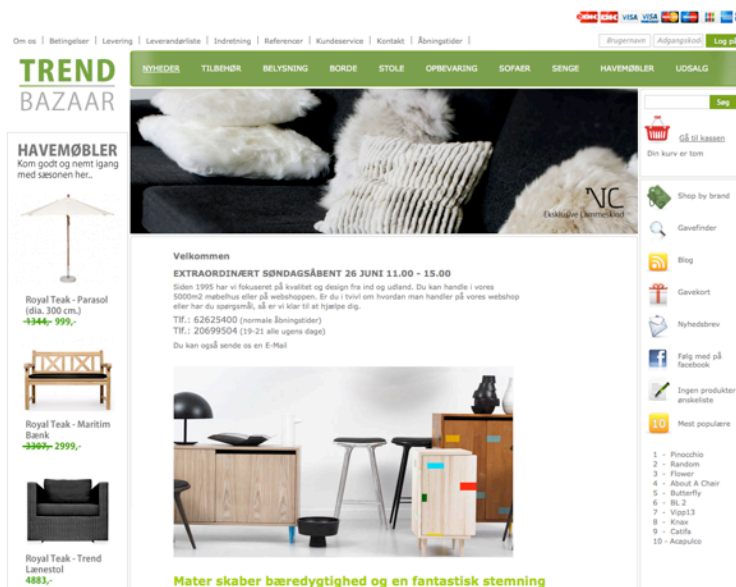 VISA VISA
Om os | Betingelser | Levering | Leverandørliste | Indretning | Referencer | Kundeservice | Kontakt | Åbningstider |
Brugernavn Adgangskod Log på
TREND
BAZAAR
NYHEDER TILBEHØR BELYSNING BORDE STOLE OPBEVARING SOFAER SENGE HAVEMØBLER UDSALG
Søg
Gå til kassen
Din kurv er tom
HAVEMØBLER
Kom godt og nemt igang
med sæsonen her..
Royal Teak - Parasol
(dia. 300 cm.)
1344,- 999,-
Royal Teak - Maritim
Bænk
3307,- 2999,-
Royal Teak - Trend
Lænestol
4883,-
NC
Eksklusive Lammeskind
Velkommen
EXTRAORDINÆRT SØNDAGSÅBENT 26 JUNI 11.00 - 15.00
Siden 1995 har vi fokuseret på kvalitet og design fra ind og udland. Du kan handle i vores
5000m2 møbelhus eller på webshoppen. Er du i tvivl om hvordan man handler på vores webshop
eller har du spørgsmål, så er vi klar til at hjælpe dig.
Tlf.: 62625400 (normale åbningstider)
Tlf.: 20699504 (19-21 alle ugens dage)
Du kan også sende os en E-Mail
Mater skaber bæredygtighed og en fantastisk stemning
Shop by brand
Gavefinder
Blog
Gavekort
Nyhedsbrev
Følg med på
facebook
Ingen produkter
ønskeliste
10 Mest populære
1 - Pinocchio
2 - Random
3 - Flower
4 - About A Chair
5 - Butterfly
6 - BL 2
7 - Vipp13
8 - Knax
9 - Catifa
10 - Acapulco